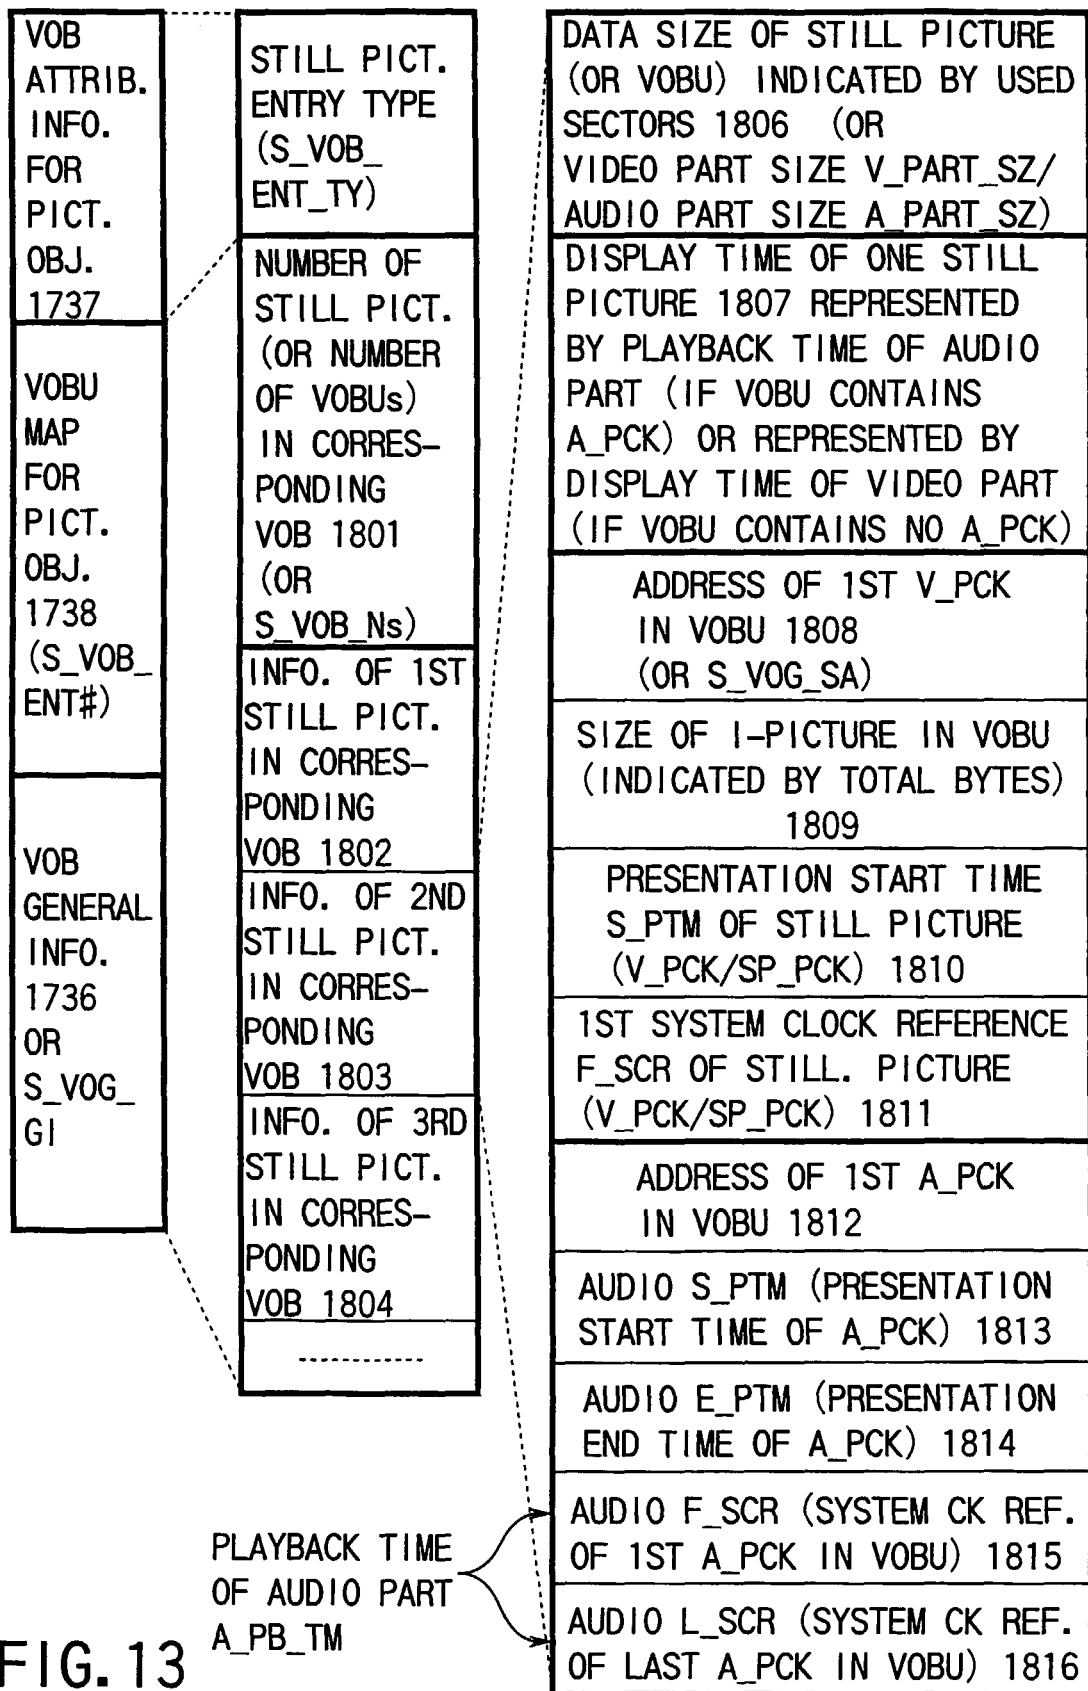 VOB
ATTRIB.
INFO.
FOR
PICT.
OBJ.
1737
VOBU
MAP
FOR
PICT.
OBJ.
1738
(S_VOB_
ENT#)
VOB
GENERAL
INFO.
1736
OR
S_VOG_
GI
STILL PICT.
ENTRY TYPE
(S_VOB_
ENT_TY)
NUMBER OF
STILL PICT.
(OR NUMBER
OF VOBUs)
IN CORRES-
PONDING
VOB 1801
(OR
S_VOB_Ns)
INFO. OF 1ST
STILL PICT.
IN CORRES-
PONDING
VOB 1802
INFO. OF 2ND
STILL PICT.
IN CORRES-
PONDING
VOB 1803
INFO. OF 3RD
STILL PICT.
IN CORRES-
PONDING
VOB 1804
DATA SIZE OF STILL PICTURE
(OR VOBU) INDICATED BY USED
SECTORS 1806 (OR
VIDEO PART SIZE V_PART_SZ/
AUDIO PART SIZE A_PART_SZ)
DISPLAY TIME OF ONE STILL
PICTURE 1807 REPRESENTED
BY PLAYBACK TIME OF AUDIO
PART (IF VOBU CONTAINS
A_PCK) OR REPRESENTED BY
DISPLAY TIME OF VIDEO PART
(IF VOBU CONTAINS NO A_PCK)
ADDRESS OF 1ST V_PCK
IN VOBU 1808
(OR S_VOG_SA)
SIZE OF I-PICTURE IN VOBU
(INDICATED BY TOTAL BYTES)
1809
PRESENTATION START TIME
S_PTM OF STILL PICTURE
(V_PCK/SP_PCK) 1810
1ST SYSTEM CLOCK REFERENCE
F_SCR OF STILL. PICTURE
(V_PCK/SP_PCK) 1811
ADDRESS OF 1ST A_PCK
IN VOBU 1812
AUDIO S_PTM (PRESENTATION
START TIME OF A_PCK) 1813
AUDIO E_PTM (PRESENTATION
END TIME OF A_PCK) 1814
AUDIO F_SCR (SYSTEM CK REF.
OF 1ST A_PCK IN VOBU) 1815
AUDIO L_SCR (SYSTEM CK REF.
OF LAST A_PCK IN VOBU) 1816
PLAYBACK TIME
OF AUDIO PART
A_PB_TM
FIG. 13